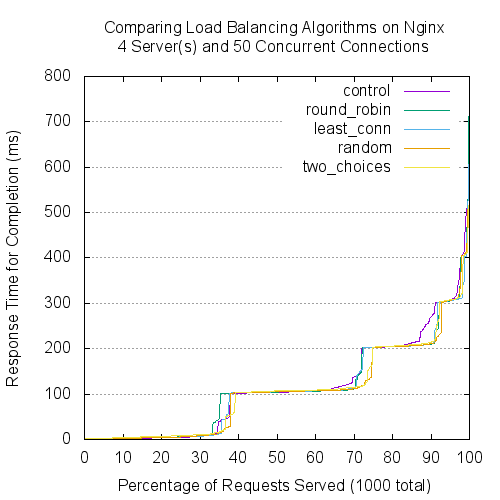 Comparing Load Balancing Algorithms on Nginx
4 Server(s) and 50 Concurrent Connections
800
700
600
500
400
300
200
100
0
Response Time for Completion (ms)
control
round_robin
least_conn
random
two_choices
0 10 20 30 40 50 60 70 80 90 100
Percentage of Requests Served (1000 total)